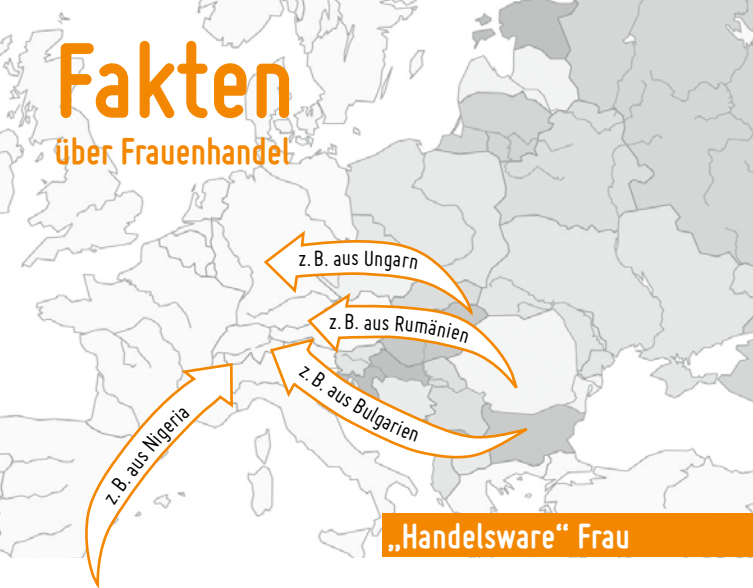 Fakten
über Frauenhandel
z. B. aus Ungarn
z. B. aus Rumänien
z. B. aus Bulgarien
z. B. aus Nigeria
„Handelsware“ Frau